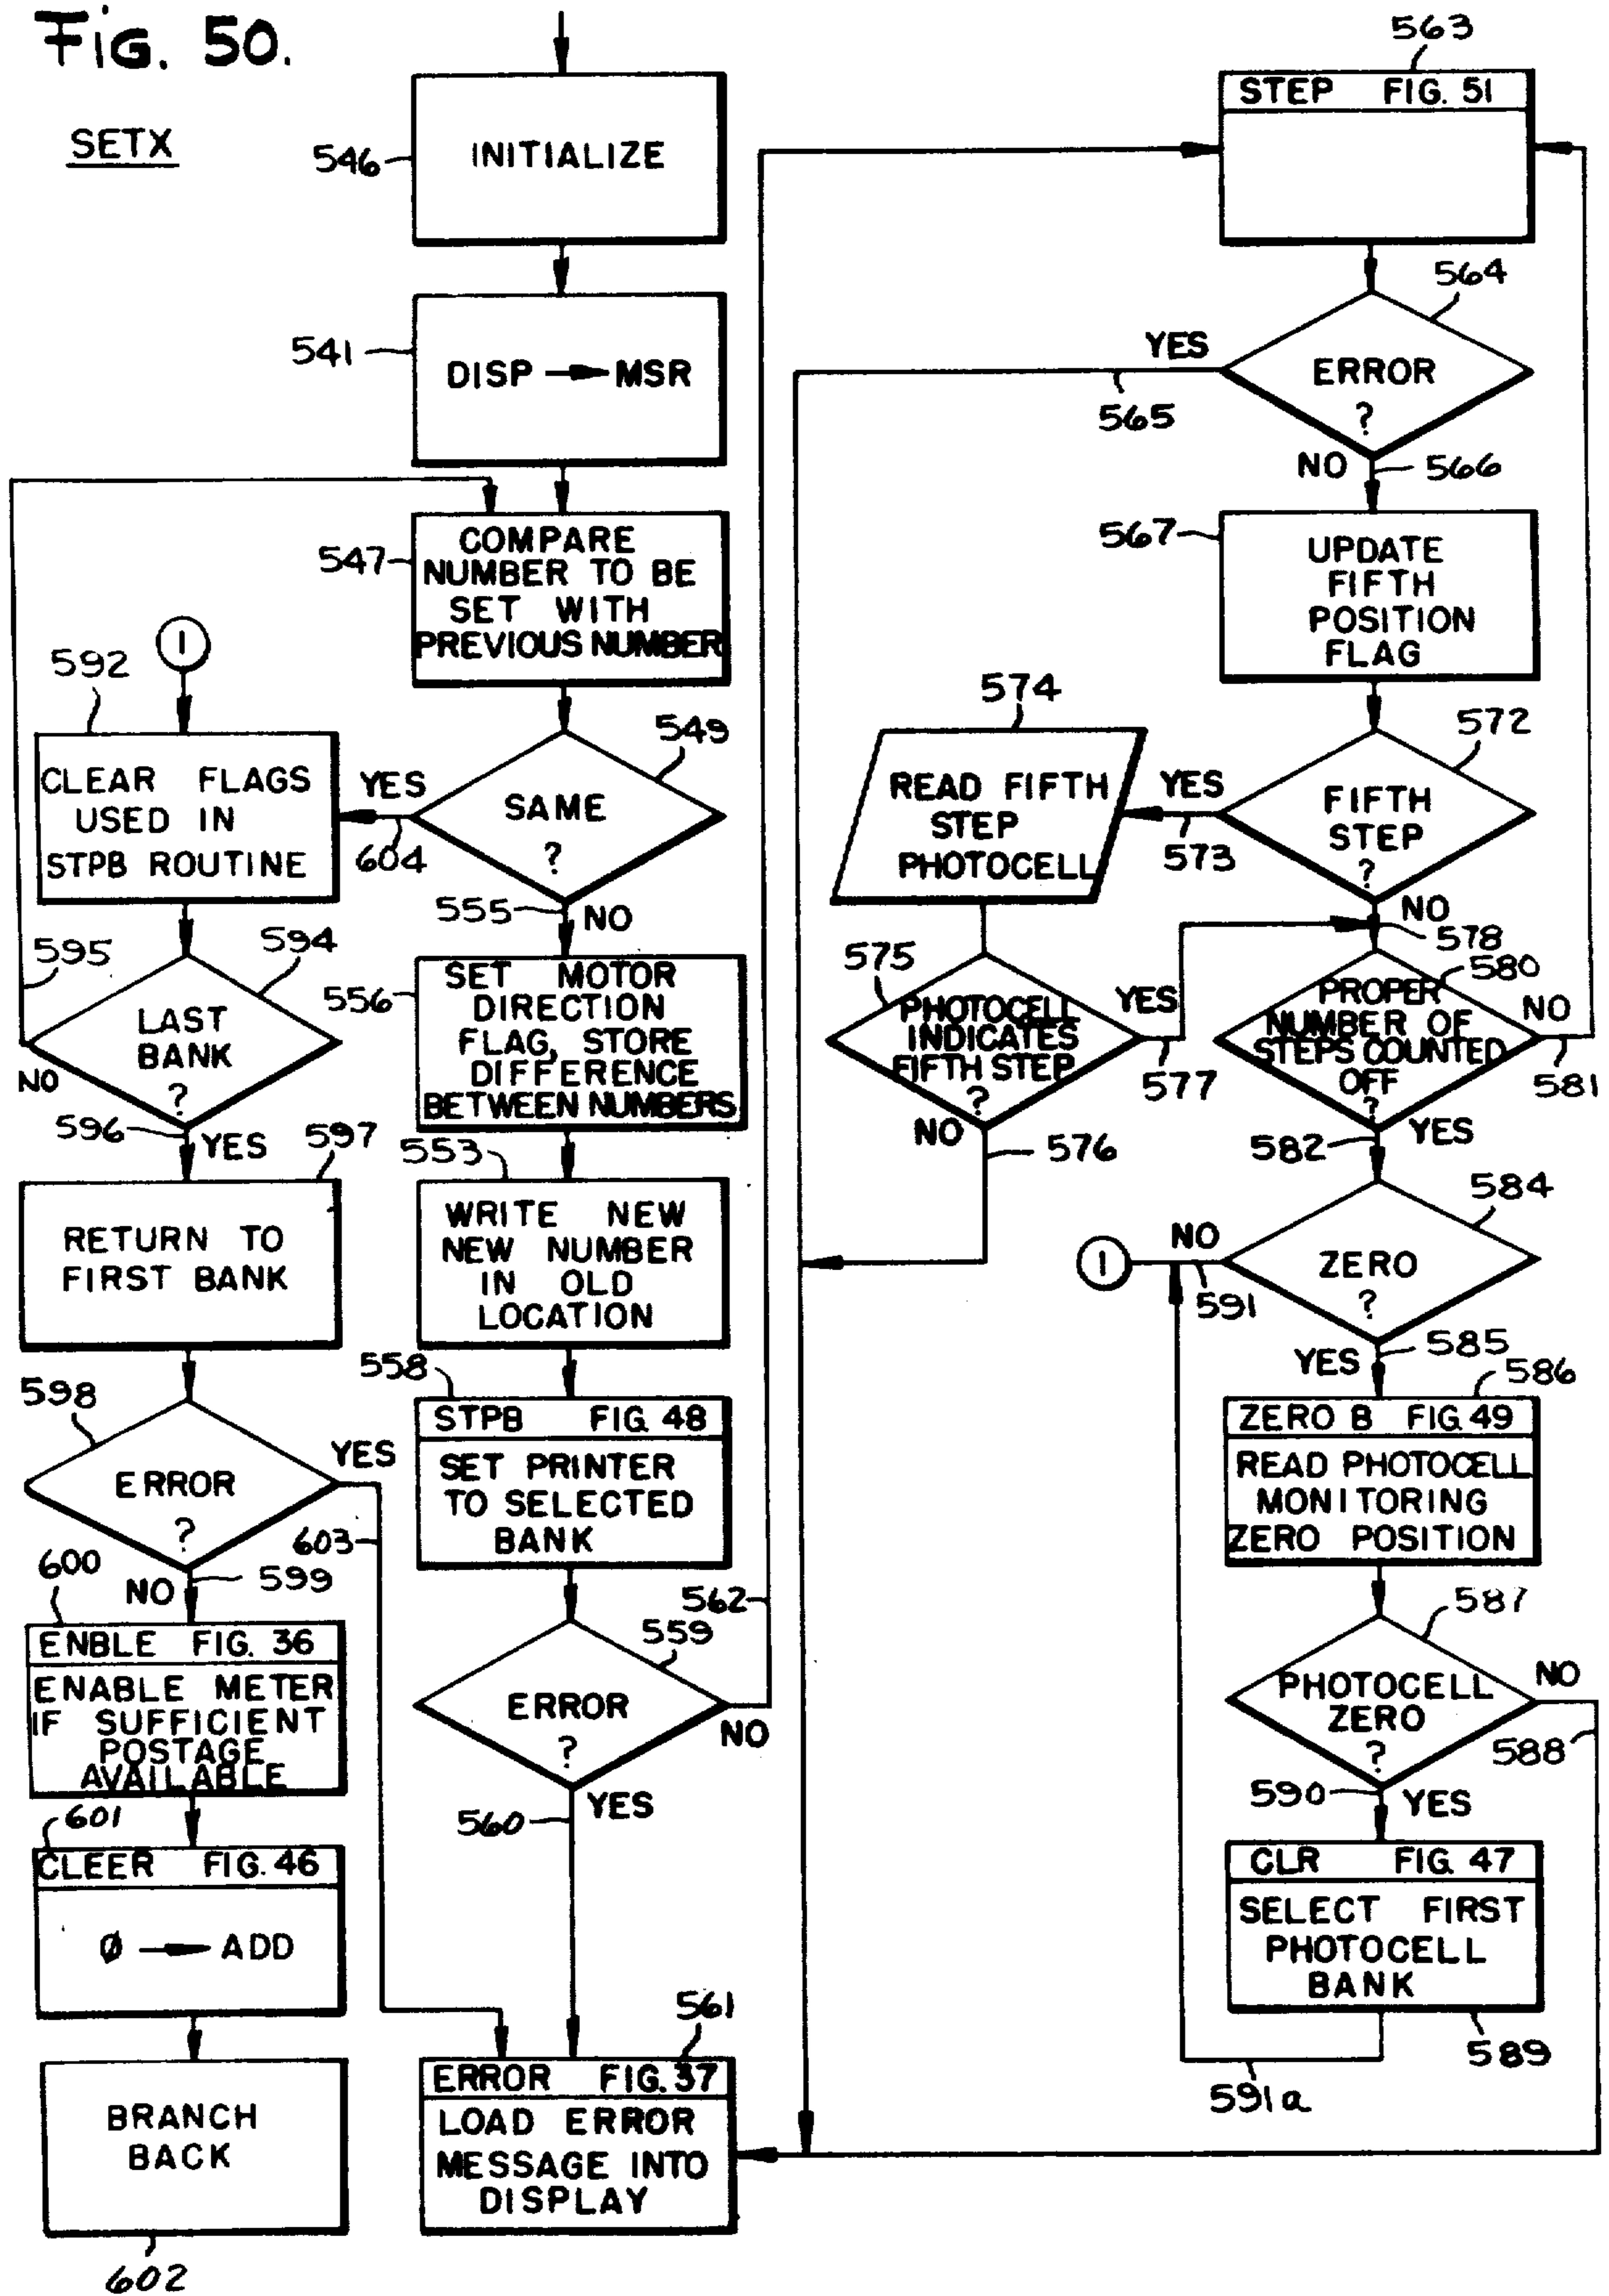 Fig. 50.
SETX
546
INITIALIZE
541
DISP → MSR
547
COMPARE
NUMBER TO BE
SET WITH
PREVIOUS NUMBER
1
592
CLEAR FLAGS
USED IN
STPB ROUTINE
YES
604
549
SAME
?
555
NO
595
594
LAST
BANK
?
NO
596
YES
556
SET MOTOR
DIRECTION
FLAG, STORE
DIFFERENCE
BETWEEN NUMBERS
597
RETURN TO
FIRST BANK
553
WRITE NEW
NEW NUMBER
IN OLD
LOCATION
598
ERROR
?
YES
603
NO
599
558
STPB FIG. 48
SET PRINTER
TO SELECTED
BANK
562
559
ERROR
?
NO
560
YES
600
ENBLE FIG. 36
ENABLE METER
IF SUFFICIENT
POSTAGE
AVAILABLE
601
CLEER FIG. 46
Ø → ADD
BRANCH
BACK
602
561
ERROR FIG. 37
LOAD ERROR
MESSAGE INTO
DISPLAY
563
STEP FIG. 51
564
YES
ERROR
?
565
NO
566
567
UPDATE
FIFTH
POSITION
FLAG
574
READ FIFTH
STEP
PHOTOCELL
YES
573
572
FIFTH
STEP
?
NO
578
575
PHOTOCELL
INDICATES
FIFTH STEP
?
YES
577
NO
576
580
PROPER
NUMBER OF
STEPS COUNTED
OFF
?
NO
581
582
YES
584
1
NO
591
ZERO
?
YES
585
586
ZERO B FIG. 49
READ PHOTOCELL
MONITORING
ZERO POSITION
587
PHOTOCELL
ZERO
?
NO
588
590
YES
CLR FIG. 47
SELECT FIRST
PHOTOCELL
BANK
589
591a